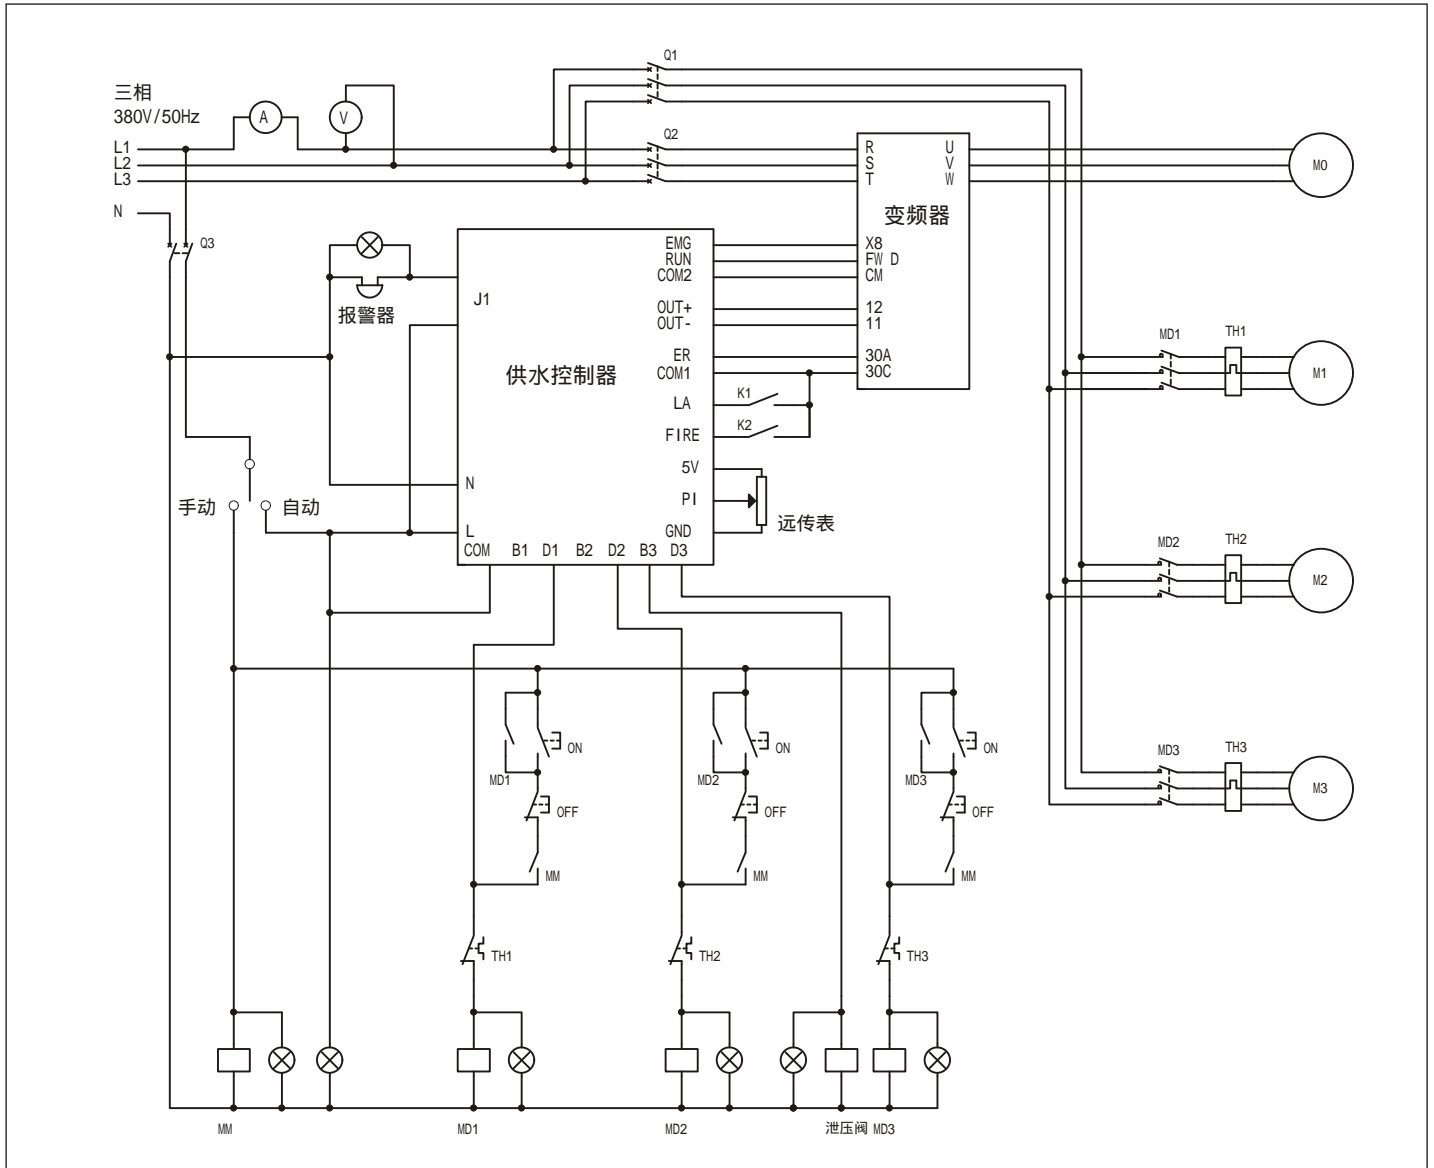 Q1
三相
380V/50Hz
A
V
Q2
L1
L2
L3
R
S
T
U
V
W
M0
N
变频器
Q3
EMG
RUN
COM2
X8
FW D
CM
J1
报警器
OUT+
OUT-
12
11
MD1
TH1
供水控制器
ER
COM1
30A
30C
M1
LA
K1
FIRE
K2
5V
N
PI
手动
自动
远传表
L
GND
COM B1 D1 B2 D2 B3 D3
MD2
TH2
M2
ON
ON
ON
MD3
TH3
MD1
MD2
MD3
M3
OFF
OFF
OFF
MM
MM
MM
TH1
TH2
TH3
MM
MD1
MD2
泄压阀 MD3